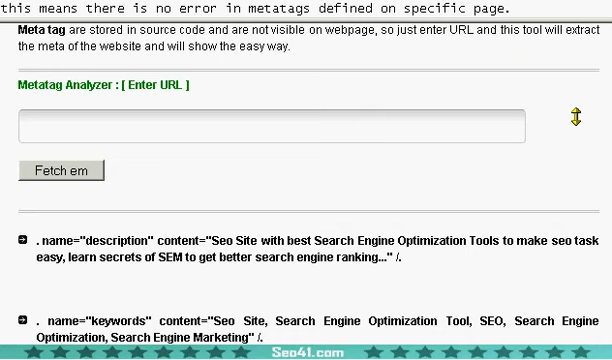 this means there is no error in metatags defined on specific page.
Meta tag are stored in source code and are not visible on webpage, so just enter URL and this tool will extract
the meta of the website and will show the easy way.
Metatag Analyzer : [ Enter URL ]
Fetch em
. name="description" content="Seo Site with best Search Engine Optimization Tools to make seo task
easy, learn secrets of SEM to get better search engine ranking..." /.
. name="keywords" content="Seo Site, Search Engine Optimization Tool, SEO, Search Engine
Optimization, Search Engine Marketing" /.
Seo41.com